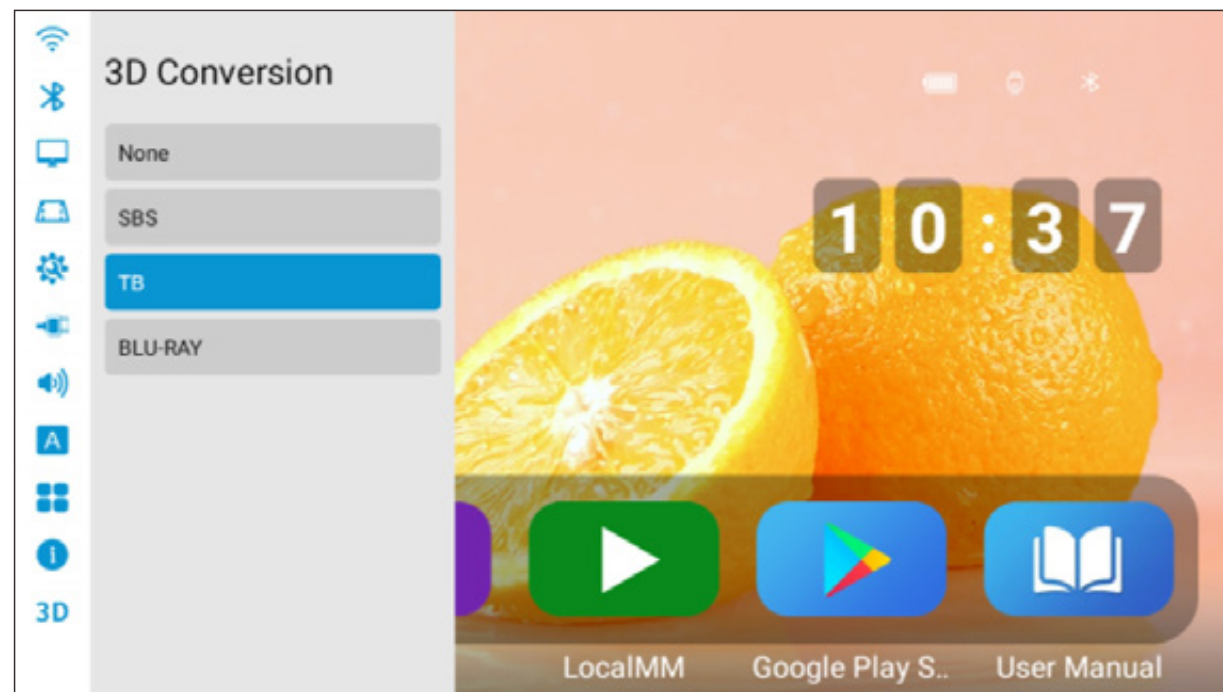 3D Conversion
None
SBS
TB
BLU-RAY
A
3D
10:37
LocalMM
Google Play S..
User Manual